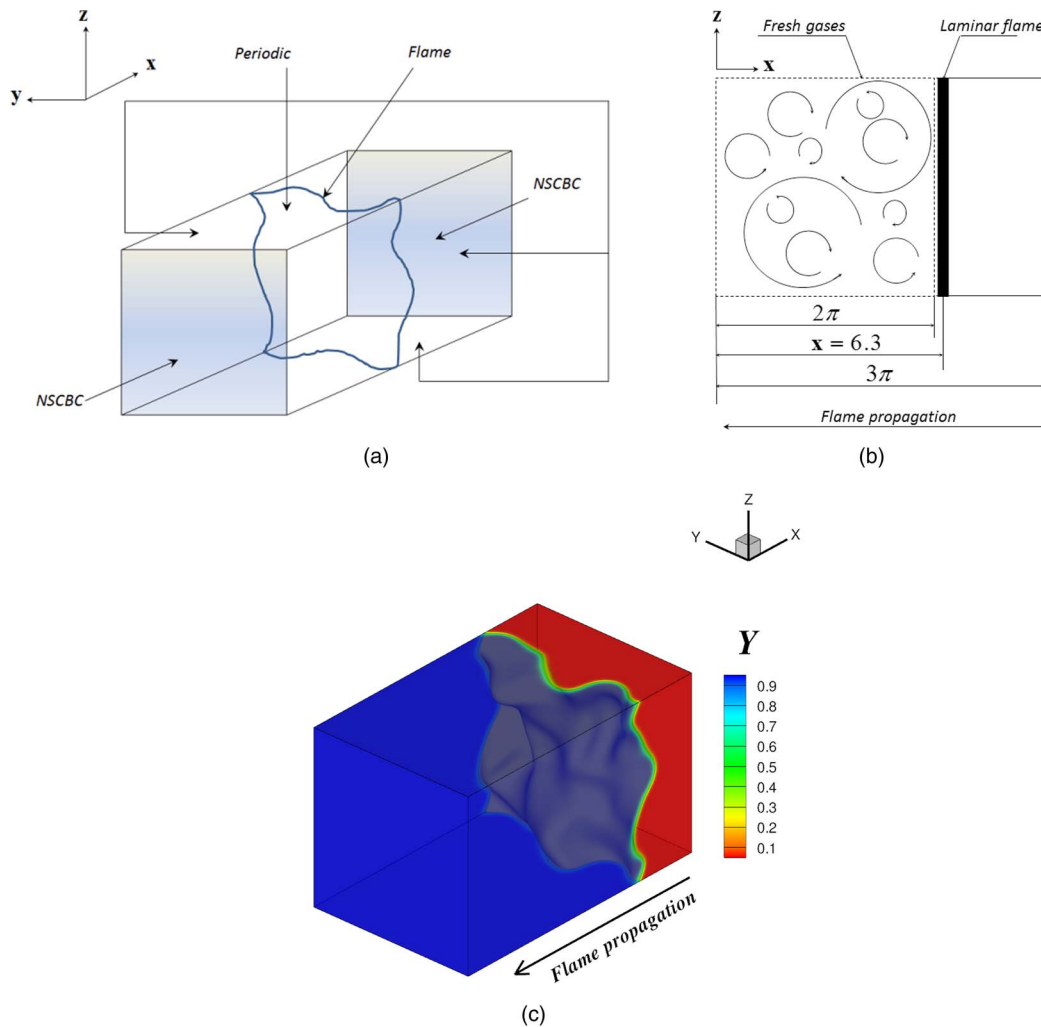 z
x
y
Periodic
Flame
NSCBC
NSCBC
(a)
z
x
Fresh gases
Laminar flame
2π
x = 6.3
3π
Flame propagation
(b)
Z
Y
X
Y
0.9
0.8
0.7
0.6
0.5
0.4
0.3
0.2
0.1
Flame propagation
(c)